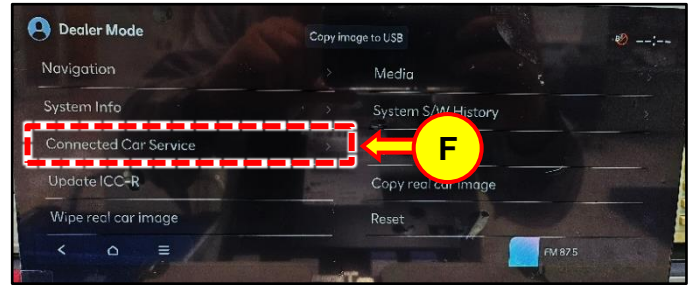 Dealer Mode
Copy image to USB
--:--
Navigation
Media
System Info
System S/W History
Connected Car Service
F
Update ICC-R
Copy real car image
Wipe real car image
Reset
FM 87.5